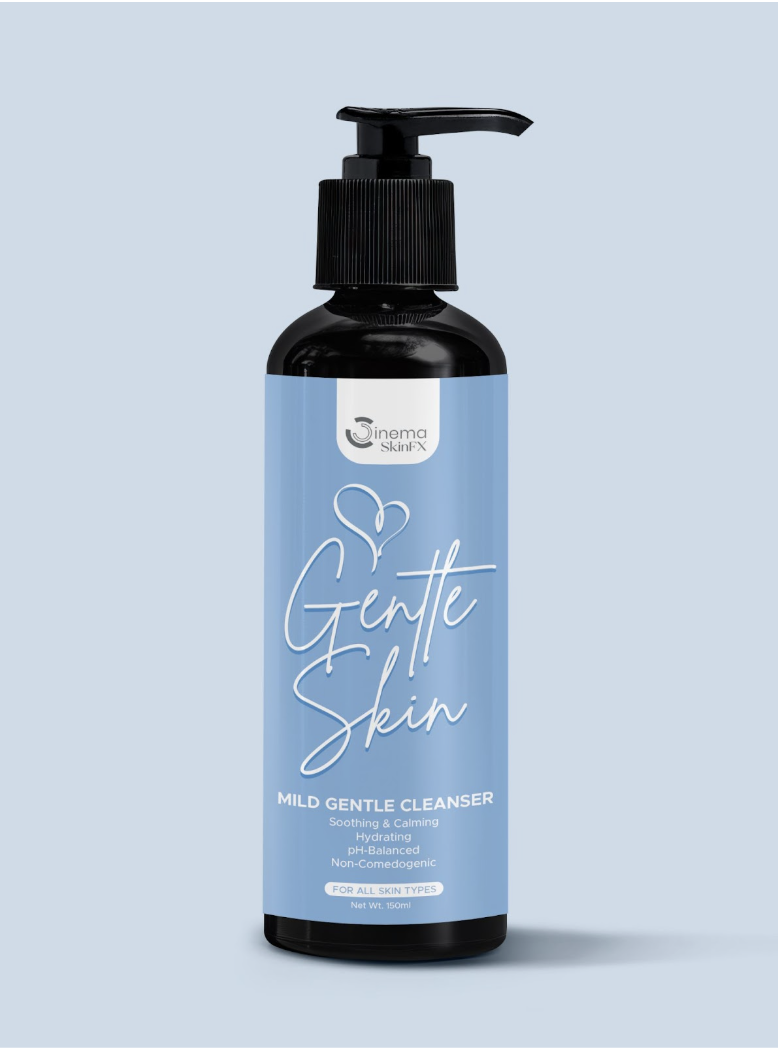 Cinema
SkinFX
Gentle
Skin
MILD GENTLE CLEANSER
Soothing & Calming
Hydrating
pH-Balanced
Non-Comedogenic
FOR ALL SKIN TYPES
Net Wt. 150ml